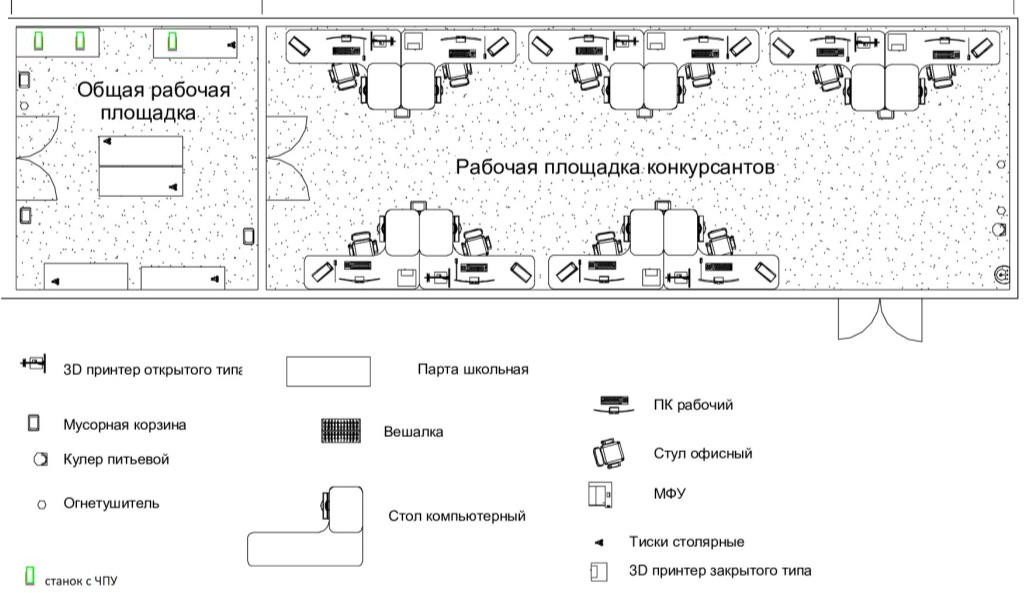 Общая рабочая
площадка
Рабочая площадка конкурсантов
3D принтер открытого типа
Парта школьная
ПК рабочий
Мусорная корзина
Вешалка
Кулер питьевой
Стул офисный
МФУ
Огнетушитель
Стол компьютерный
Тиски столярные
3D принтер закрытого типа
станок с ЧПУ